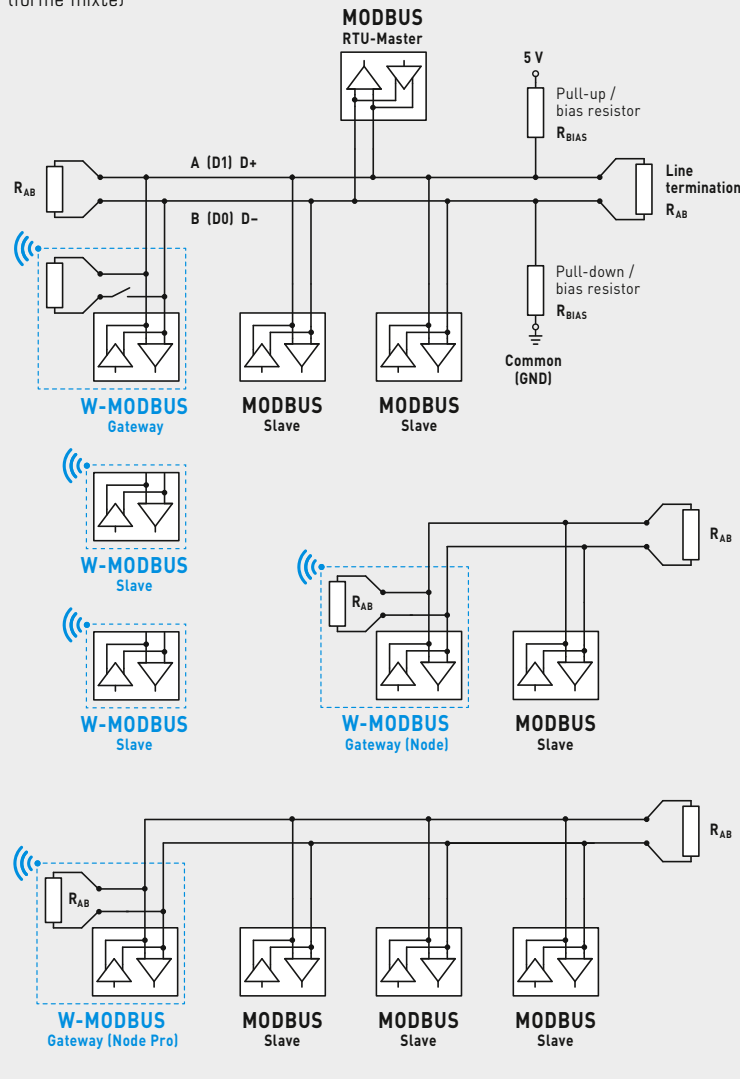 (forme mixte)
MODBUS
RTU-Master
5 V
Pull-up /
bias resistor
RBIAS
A (D1) D+
RAB
B (D0) D–
Line
termination
RAB
Pull-down /
bias resistor
RBIAS
Common
(GND)
W-MODBUS
Gateway
MODBUS
Slave
MODBUS
Slave
W-MODBUS
Slave
RAB
RAB
W-MODBUS
Slave
W-MODBUS
Gateway (Node)
MODBUS
Slave
RAB
RAB
W-MODBUS
Gateway (Node Pro)
MODBUS
Slave
MODBUS
Slave
MODBUS
Slave